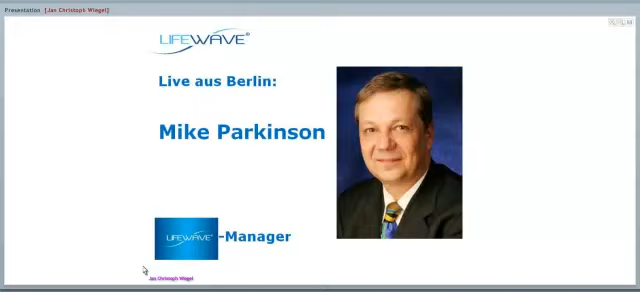 Presentation [Jan Christoph Wiegel]
LIFEWAVE®
Live aus Berlin:
Mike Parkinson
LIFEWAVE -Manager
Jan Christoph Wiegel